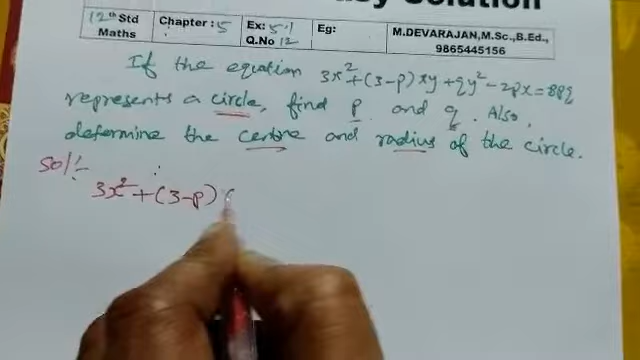 Solution
12th Std Maths
Chapter : 5
Ex: 5.1
Q.No 12
Eg:
M.DEVARAJAN,M.Sc.,B.Ed.,
9865445156
If the equation 3x²+(3-p)xy+qy²-2px=8pq
represents a circle, find p and q. Also,
determine the centre and radius of the circle.
Sol:-
3x²+(3-p)x